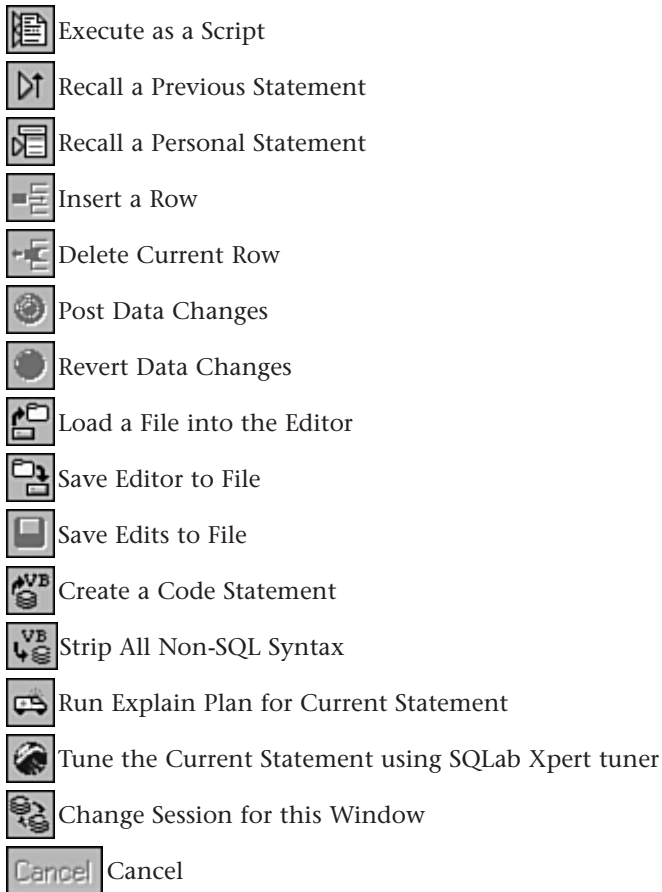 Execute as a Script
Recall a Previous Statement
Recall a Personal Statement
Insert a Row
Delete Current Row
Post Data Changes
Revert Data Changes
Load a File into the Editor
Save Editor to File
Save Edits to File
VB Create a Code Statement
VB Strip All Non-SQL Syntax
Run Explain Plan for Current Statement
Tune the Current Statement using SQLab Xpert tuner
Change Session for this Window
Cancel Cancel